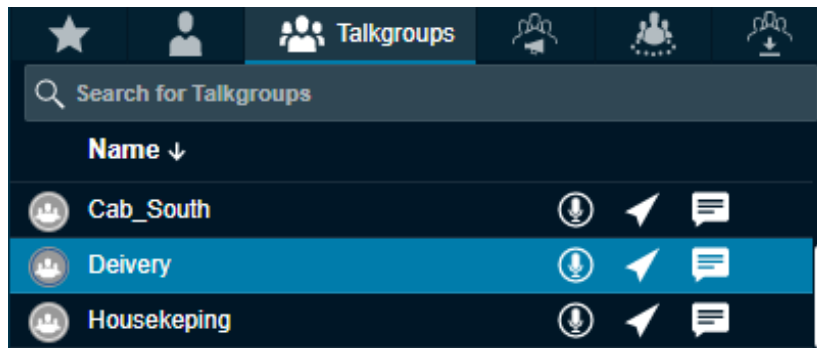 Talkgroups
Search for Talkgroups
Name ↓
Cab_South
Deivery
Housekeping